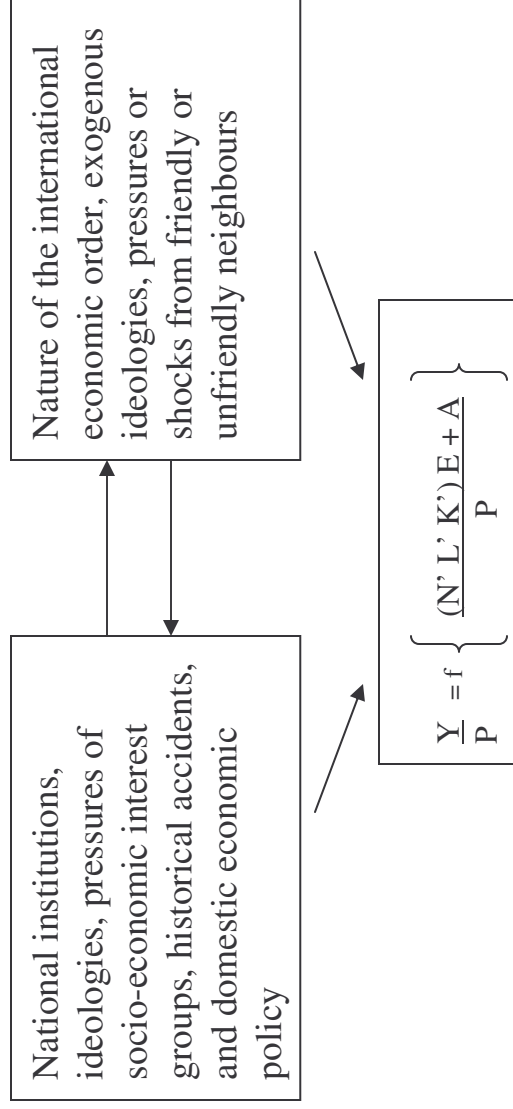 National institutions,
ideologies, pressures of
socio-economic interest
groups, historical accidents,
and domestic economic
policy
Nature of the international
economic order, exogenous
ideologies, pressures or
shocks from friendly or
unfriendly neighbours
Y = f { (N’ L’ K’) E + A }
P P